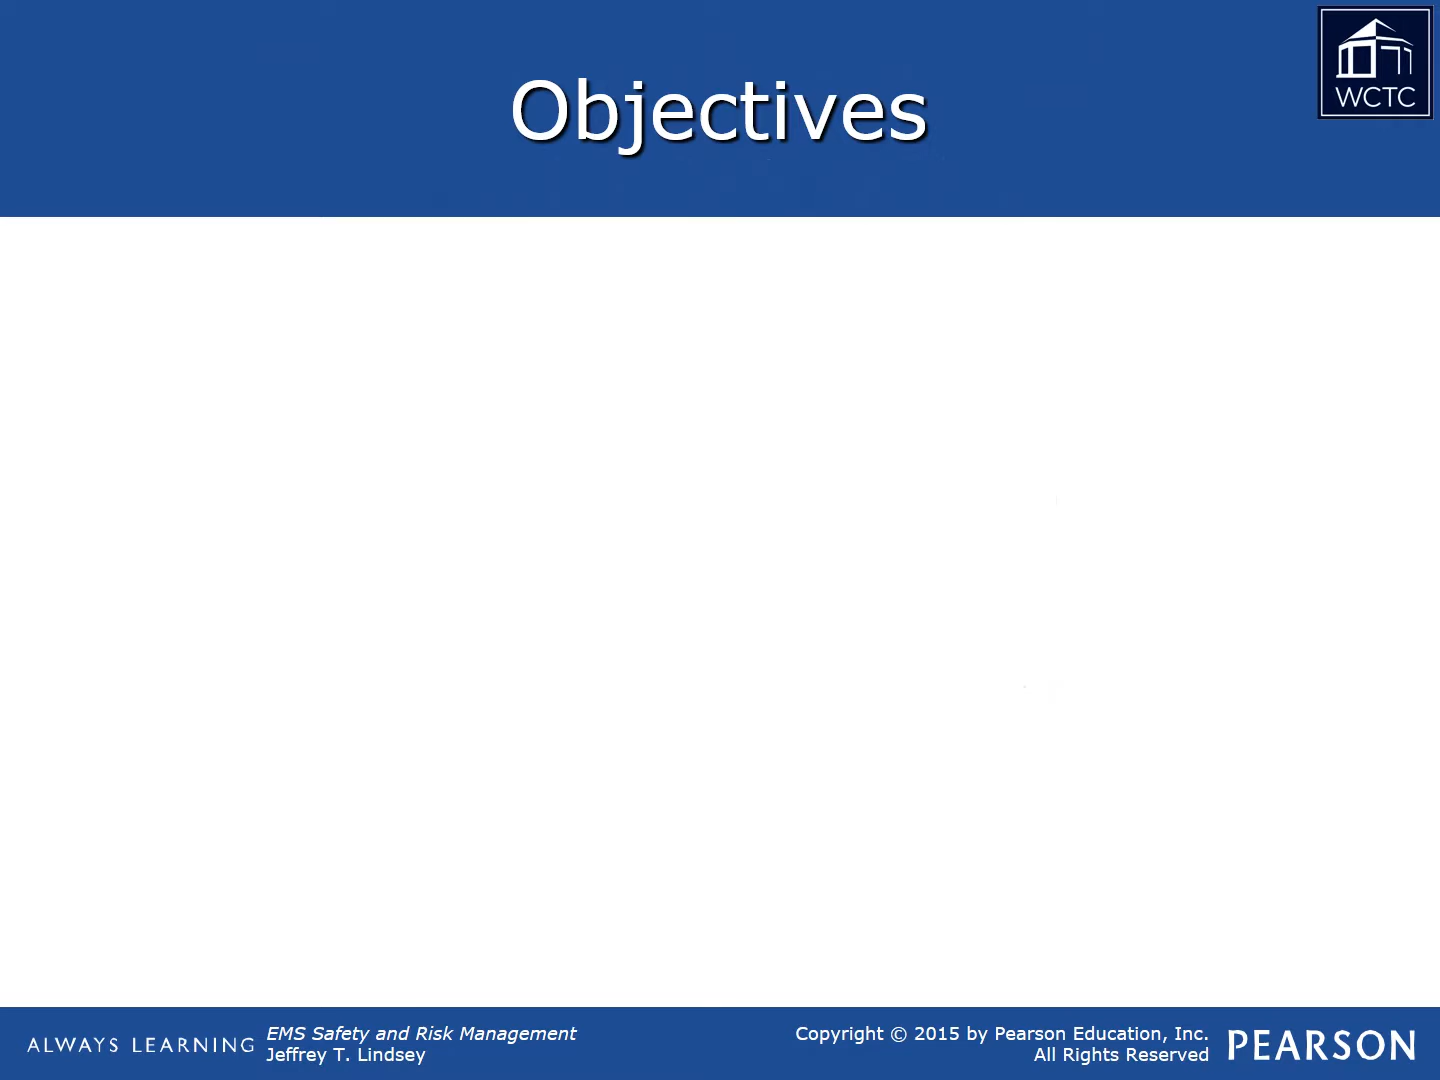 WCTC
Objectives
ALWAYS LEARNING
EMS Safety and Risk Management
Jeffrey T. Lindsey
Copyright © 2015 by Pearson Education, Inc.
All Rights Reserved
PEARSON